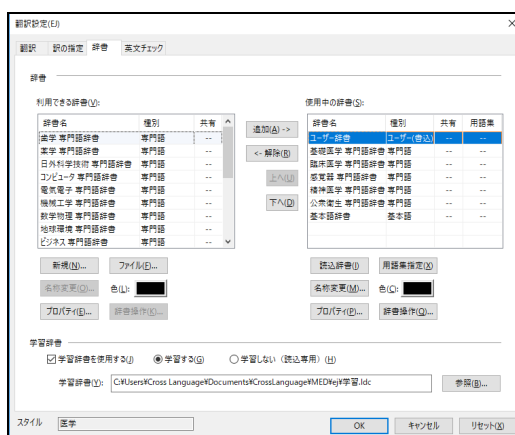 翻訳設定(EJ)
翻訳 訳の指定 辞書 英文チェック
辞書
利用できる辞書(V): 使用中の辞書(S):
辞書名 種別 共有
歯学 専門語辞書 専門語 --
薬学 専門語辞書 専門語 --
日外科学技術 専門語辞書 専門語 --
コンピュータ 専門語辞書 専門語 --
電気電子 専門語辞書 専門語 --
機械工学 専門語辞書 専門語 --
数学物理 専門語辞書 専門語 --
地球環境 専門語辞書 専門語 --
ビジネス 専門語辞書 専門語 --
追加(A) ->
<- 解除(R)
上へ(U)
下へ(D)
辞書名 種別 共有 用語集
ユーザー辞書 ユーザー(書込) -- --
基礎医学 専門語辞書 専門語 -- --
臨床医学 専門語辞書 専門語 -- --
感覚器 専門語辞書 専門語 -- --
精神医学 専門語辞書 専門語 -- --
公衆衛生 専門語辞書 専門語 -- --
基本語辞書 基本語 -- --
新規(N)... ファイル(F)... 読込辞書(I) 用語集指定(X)
名称変更(O)... 色(L): 名称変更(M)... 色(C):
プロパティ(E)... 辞書操作(K)... プロパティ(P)... 辞書操作(Q)...
学習辞書
学習辞書を使用する(J) 学習する(G) 学習しない（読込専用）(H)
学習辞書(Y): C:¥Users¥Cross Language¥Documents¥CrossLanguage¥MED¥ej¥学習.ldc 参照(B)...
スタイル 医学 OK キャンセル リセット(X)